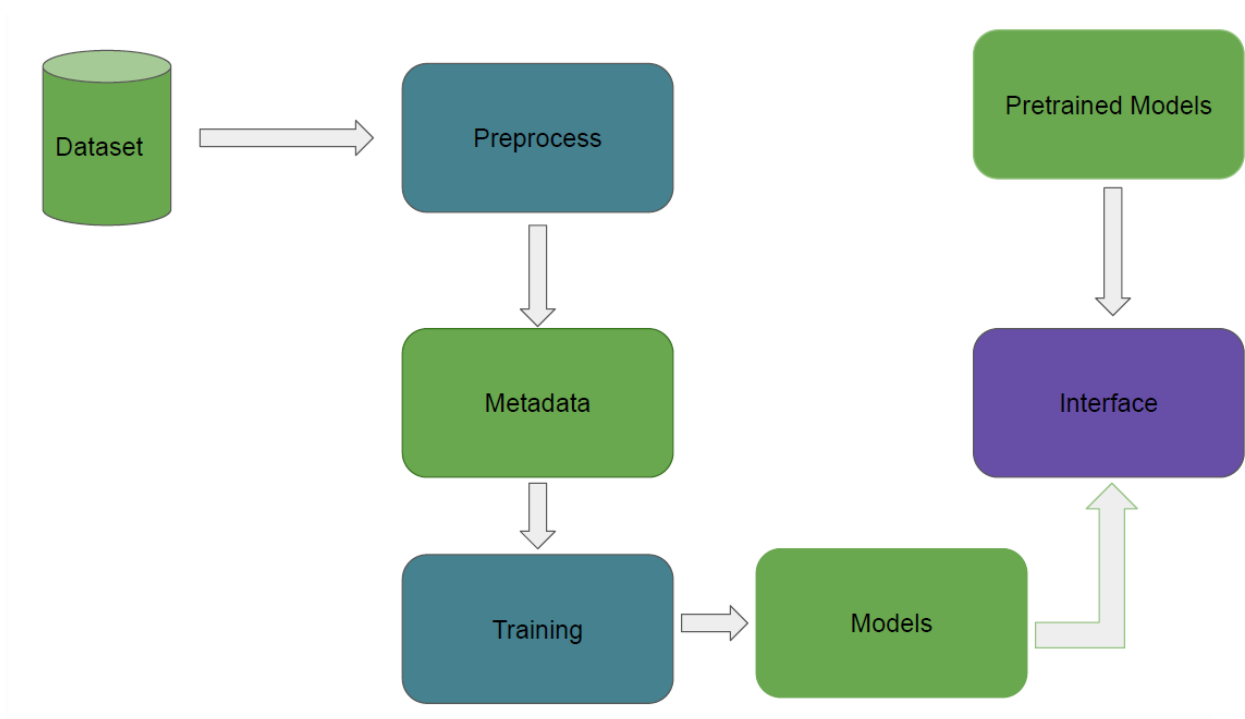 Dataset
Preprocess
Pretrained Models
Metadata
Interface
Training
Models